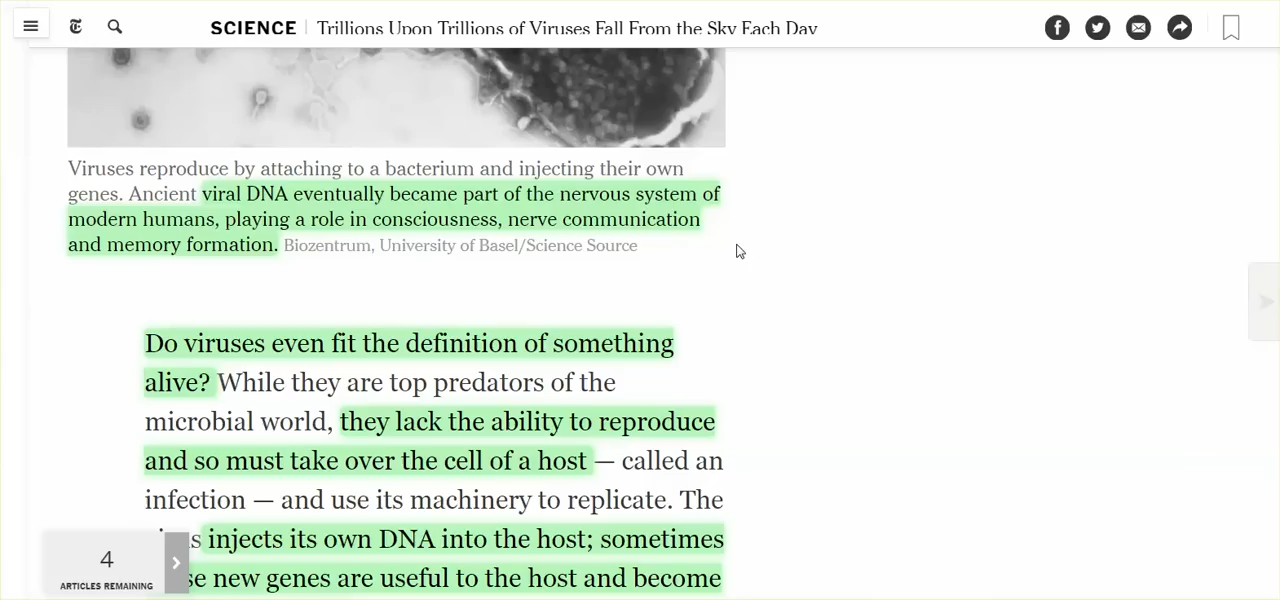 SCIENCE Trillions Upon Trillions of Viruses Fall From the Sky Each Day
Viruses reproduce by attaching to a bacterium and injecting their own
genes. Ancient viral DNA eventually became part of the nervous system of
modern humans, playing a role in consciousness, nerve communication
and memory formation. Biozentrum, University of Basel/Science Source
Do viruses even fit the definition of something
alive? While they are top predators of the
microbial world, they lack the ability to reproduce
and so must take over the cell of a host — called an
infection — and use its machinery to replicate. The
injects its own DNA into the host; sometimes
new genes are useful to the host and become
4
ARTICLES REMAINING